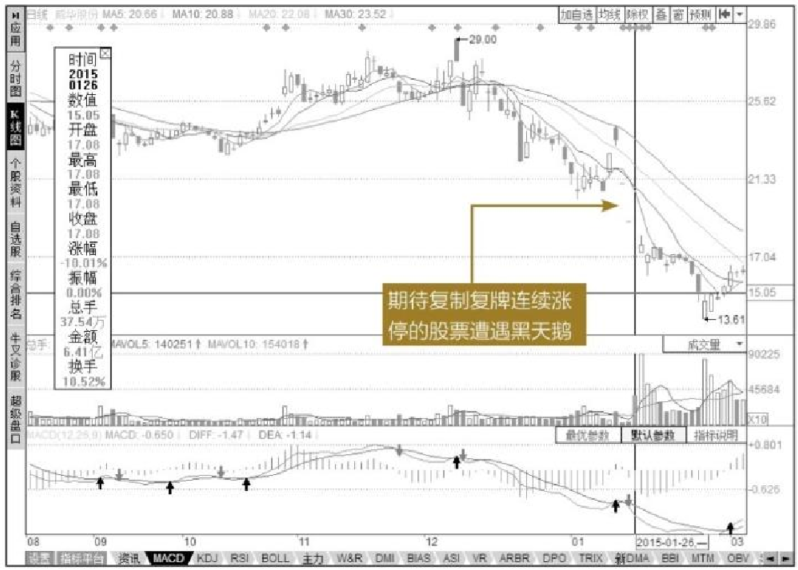 日线 威华股份 MA5: 20.66↓ MA10: 20.88↓ MA20: 22.08↓ MA30: 23.52↓
加自选 均线 除权 叠 窗 预测
应用
分时图
K线图
个股资料
自选股
综合排名
牛叉诊股
超级盘口
时间
2015
0126
数值
15.05
开盘
17.08
最高
17.08
最低
17.08
收盘
17.08
涨幅
-10.01%
振幅
0.00%
总手
37.54万
金额
6.41亿
换手
10.52%
29.00
29.86
25.62
21.33
17.04
15.05
13.61
期待复制复牌连续涨
停的股票遭遇黑天鹅
总手 MAVOL5: 140251↑ MAVOL10: 154018↑
成交量
90225
45684
X10
MACD(12,26,9) MACD: -0.650↓ DIFF: -1.47↓ DEA: -1.14↓
最优参数 默认参数 指标说明
+0.801
-0.625
08 09 10 11 12 01 2015-01-26,一 03
设置 指标平台 资讯 MACD KDJ RSI BOLL 主力 W&R DMI BIAS ASI VR ARBR DPO TRIX 新DMA BBI MTM OBV